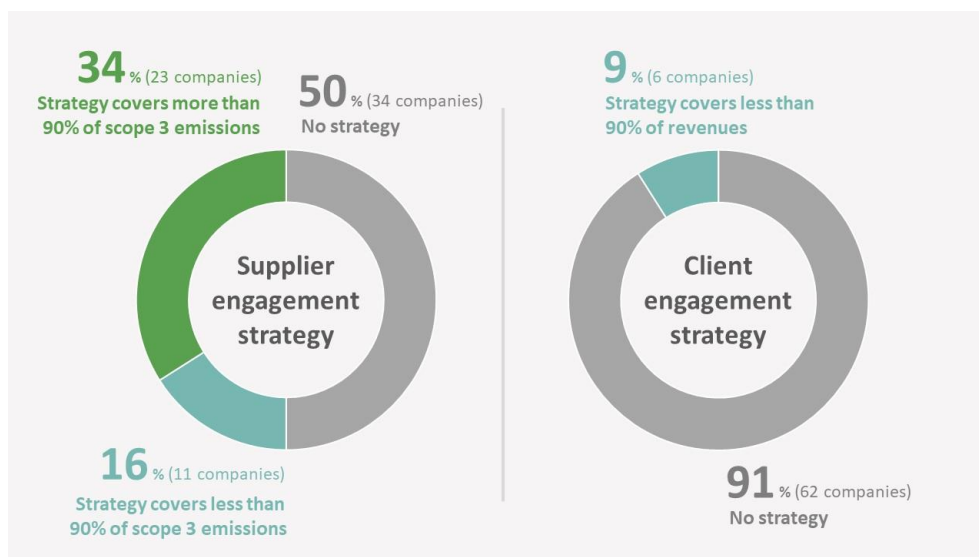 34 % (23 companies)
Strategy covers more than
90% of scope 3 emissions
50 % (34 companies)
No strategy
Supplier
engagement
strategy
16 % (11 companies)
Strategy covers less than
90% of scope 3 emissions
9 % (6 companies)
Strategy covers less than
90% of revenues
Client
engagement
strategy
91 % (62 companies)
No strategy